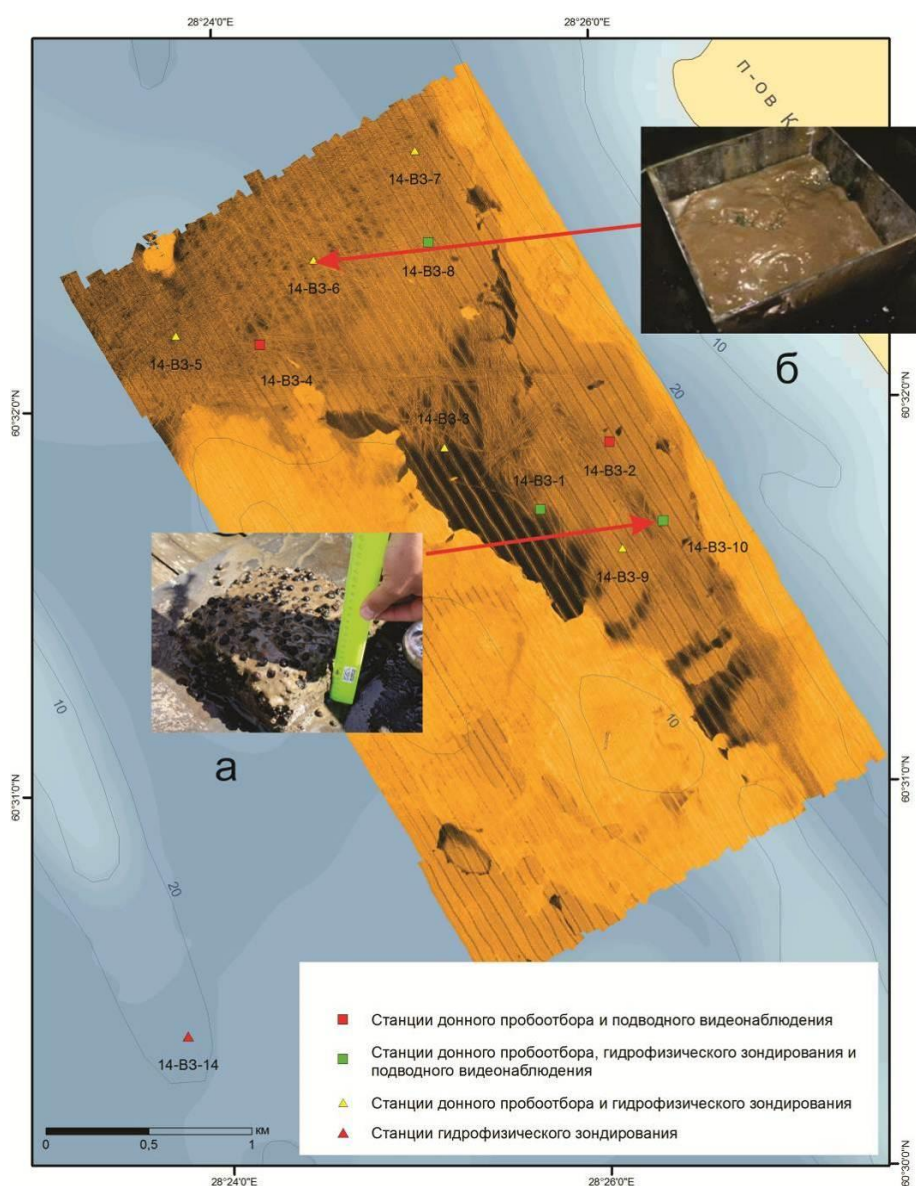 28°24'0"E
28°26'0"E
п-ов К
14-ВЗ-7
14-ВЗ-8
14-ВЗ-6
б
10
14-ВЗ-5
14-ВЗ-4
20
60°32'0"N
60°32'0"N
14-ВЗ-3
14-ВЗ-2
14-ВЗ-1
14-ВЗ-10
14-ВЗ-9
10
10
а
60°31'0"N
60°31'0"N
20
14-ВЗ-14
Станции донного пробоотбора и подводного видеонаблюдения
Станции донного пробоотбора, гидрофизического зондирования и
подводного видеонаблюдения
Станции донного пробоотбора и гидрофизического зондирования
Станции гидрофизического зондирования
км
0 0,5 1
60°30'0"N
60°30'0"N
28°24'0"E
28°26'0"E